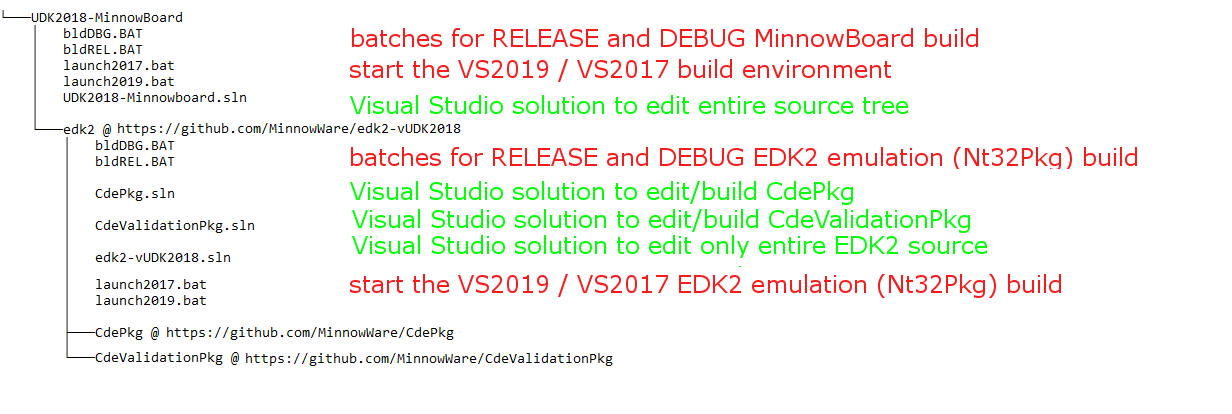 UDK2018-MinnowBoard
bldDBG.BAT
bldREL.BAT
batches for RELEASE and DEBUG MinnowBoard build
launch2017.bat
launch2019.bat
start the VS2019 / VS2017 build environment
UDK2018-Minnowboard.sln
Visual Studio solution to edit entire source tree
edk2 @ https://github.com/MinnowWare/edk2-vUDK2018
bldDBG.BAT
bldREL.BAT
batches for RELEASE and DEBUG EDK2 emulation (Nt32Pkg) build
CdePkg.sln
Visual Studio solution to edit/build CdePkg
CdeValidationPkg.sln
Visual Studio solution to edit/build CdeValidationPkg
edk2-vUDK2018.sln
Visual Studio solution to edit only entire EDK2 source
launch2017.bat
launch2019.bat
start the VS2019 / VS2017 EDK2 emulation (Nt32Pkg) build
CdePkg @ https://github.com/MinnowWare/CdePkg
CdeValidationPkg @ https://github.com/MinnowWare/CdeValidationPkg